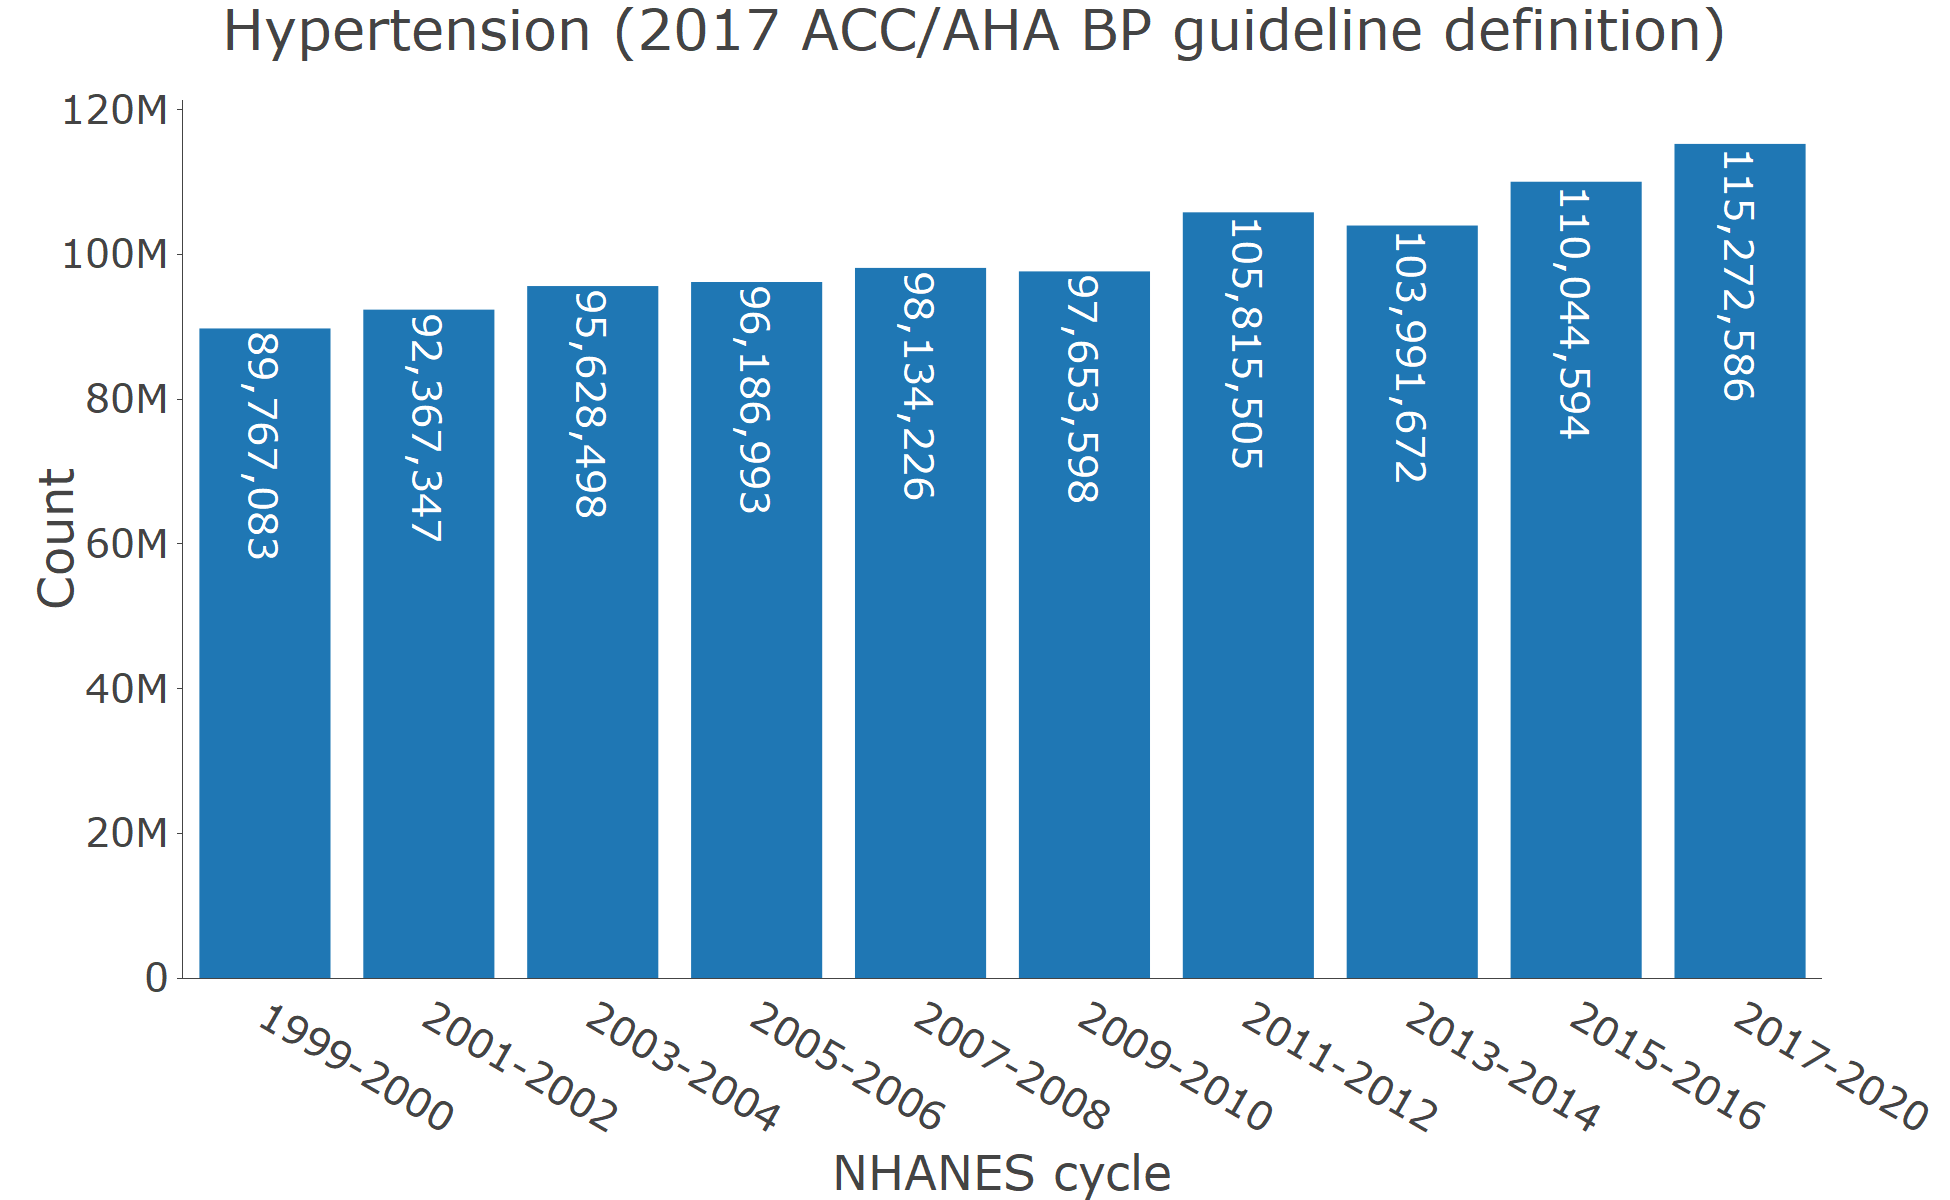 Hypertension (2017 ACC/AHA BP guideline definition)
120M
100M
80M
60M
40M
20M
0
Count
89,767,083
92,367,347
95,628,498
96,186,993
98,134,226
97,653,598
105,815,505
103,991,672
110,044,594
115,272,586
1999-2000
2001-2002
2003-2004
2005-2006
2007-2008
2009-2010
2011-2012
2013-2014
2015-2016
2017-2020
NHANES cycle